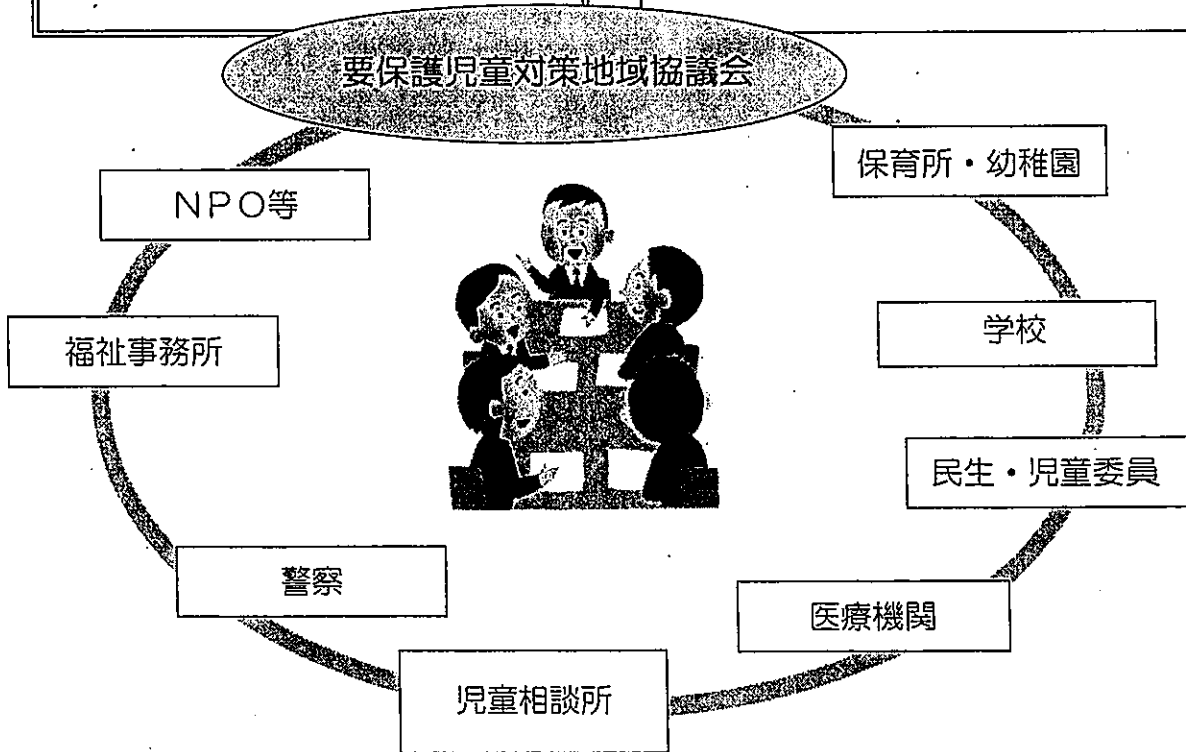 要保護児童対策地域協議会
保育所・幼稚園
NPO等
学校
福祉事務所
民生・児童委員
警察
医療機関
児童相談所